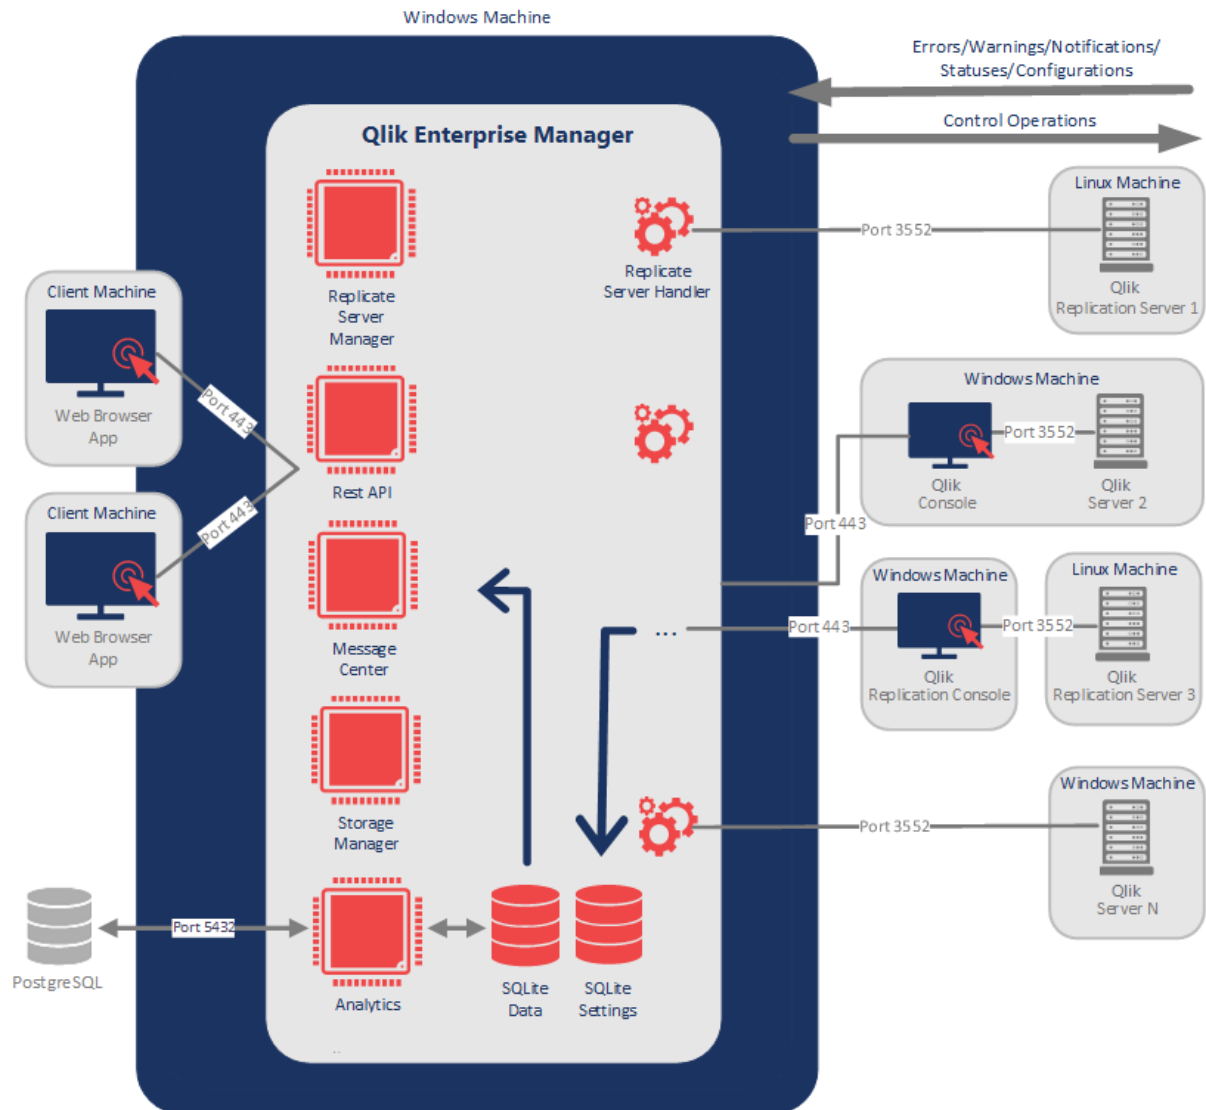 Windows Machine
Errors/Warnings/Notifications/
Statuses/Configurations
Control Operations
Qlik Enterprise Manager
Replicate
Server
Manager
Rest API
Message
Center
Storage
Manager
Analytics
..
Replicate
Server Handler
...
SQLite
Data
SQLite
Settings
Client Machine
Web Browser
App
Port 443
Client Machine
Web Browser
App
Port 443
PostgreSQL
Port 5432
Port 3552
Linux Machine
Qlik
Replication Server 1
Port 443
Windows Machine
Qlik
Console
Port 3552
Qlik
Server 2
Port 443
Windows Machine
Qlik
Replication Console
Port 3552
Linux Machine
Qlik
Replication Server 3
Port 3552
Windows Machine
Qlik
Server N